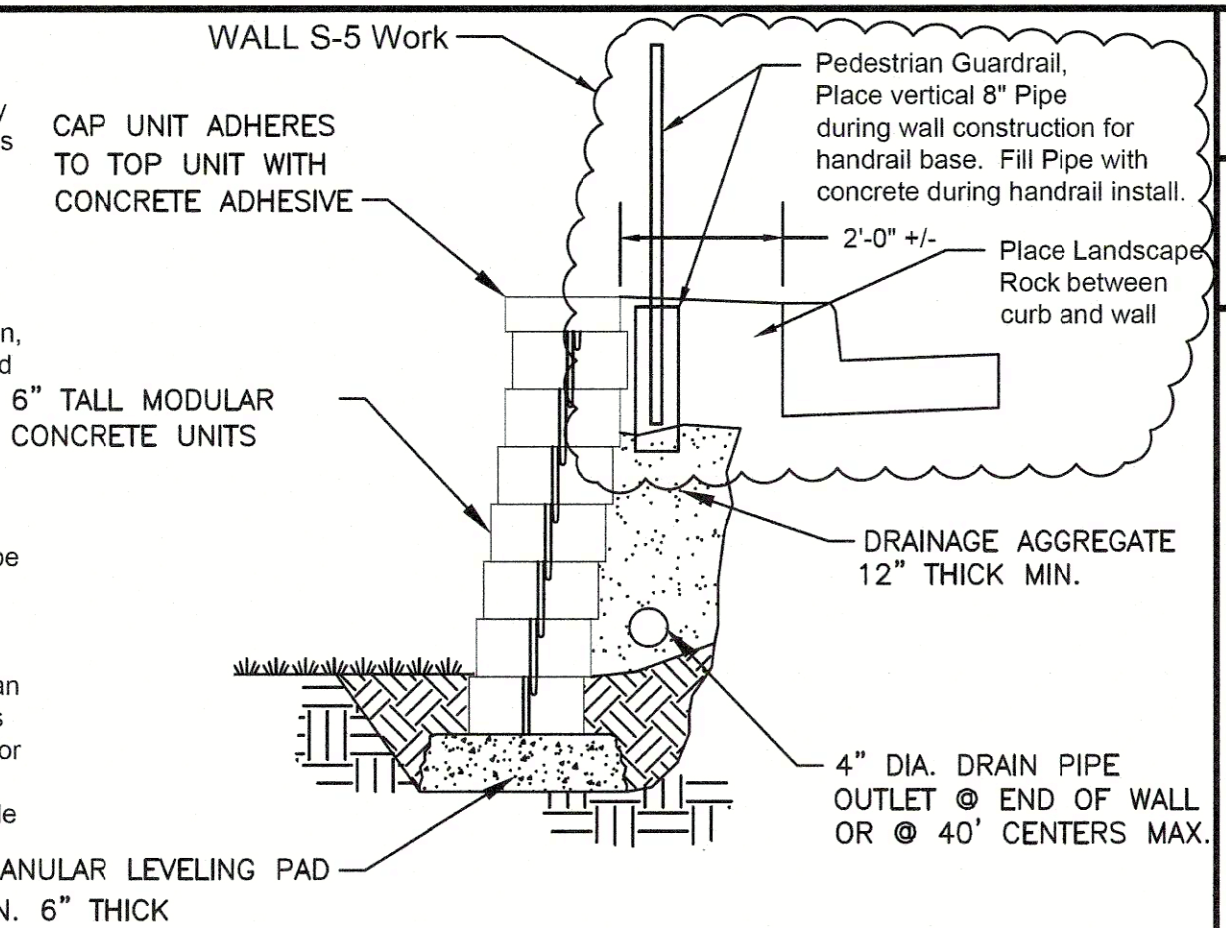 WALL S-5 Work
Pedestrian Guardrail,
Place vertical 8" Pipe
during wall construction for
handrail base. Fill Pipe with
concrete during handrail install.
CAP UNIT ADHERES
TO TOP UNIT WITH
CONCRETE ADHESIVE
2'-0" +/-
Place Landscape
Rock between
curb and wall
6” TALL MODULAR
CONCRETE UNITS
DRAINAGE AGGREGATE
12” THICK MIN.
4” DIA. DRAIN PIPE
OUTLET @ END OF WALL
OR @ 40’ CENTERS MAX.
ANULAR LEVELING PAD
N. 6” THICK